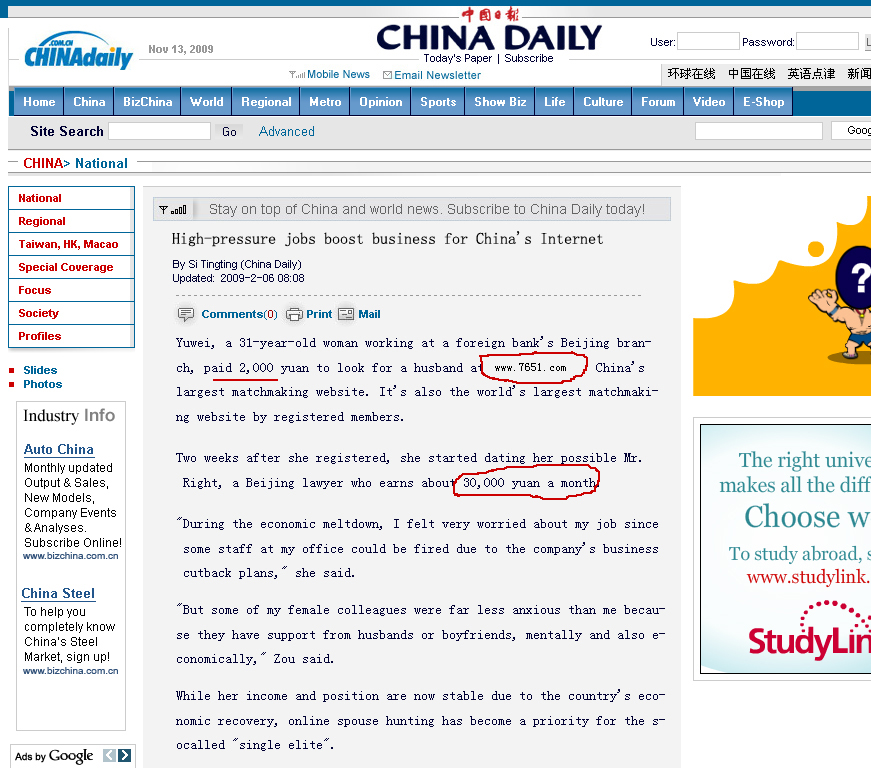 中国日报
.COM.CN
CHINAdaily
Nov 13, 2009
CHINA DAILY
Today's Paper | Subscribe
User:
Password:
Mobile News
Email Newsletter
环球在线 中国在线 英语点津 新闻
Home China BizChina World Regional Metro Opinion Sports Show Biz Life Culture Forum Video E-Shop
Site Search
Go
Advanced
Goog
CHINA> National
National
Regional
Taiwan, HK, Macao
Special Coverage
Focus
Society
Profiles
Slides
Photos
Industry Info
Auto China
Monthly updated
Output & Sales,
New Models,
Company Events
& Analyses.
Subscribe Online!
www.bizchina.com.cn
China Steel
To help you
completely know
China's Steel
Market, sign up!
www.bizchina.com.cn
Ads by Google
Stay on top of China and world news. Subscribe to China Daily today!
High-pressure jobs boost business for China's Internet
By Si Tingting (China Daily)
Updated: 2009-2-06 08:08
Comments(0) Print Mail
Yuwei, a 31-year-old woman working at a foreign bank's Beijing bran-
ch, paid 2,000 yuan to look for a husband at www.7651.com China's
largest matchmaking website. It's also the world's largest matchmaki-
ng website by registered members.
Two weeks after she registered, she started dating her possible Mr.
Right, a Beijing lawyer who earns about 30,000 yuan a month
"During the economic meltdown, I felt very worried about my job since
some staff at my office could be fired due to the company's business
cutback plans," she said.
"But some of my female colleagues were far less anxious than me becau-
se they have support from husbands or boyfriends, mentally and also e-
conomically," Zou said.
While her income and position are now stable due to the country's eco-
nomic recovery, online spouse hunting has become a priority for the s-
ocalled "single elite".
?
The right unive
makes all the diff
Choose w
To study abroad, s
www.studylink.
StudyLin